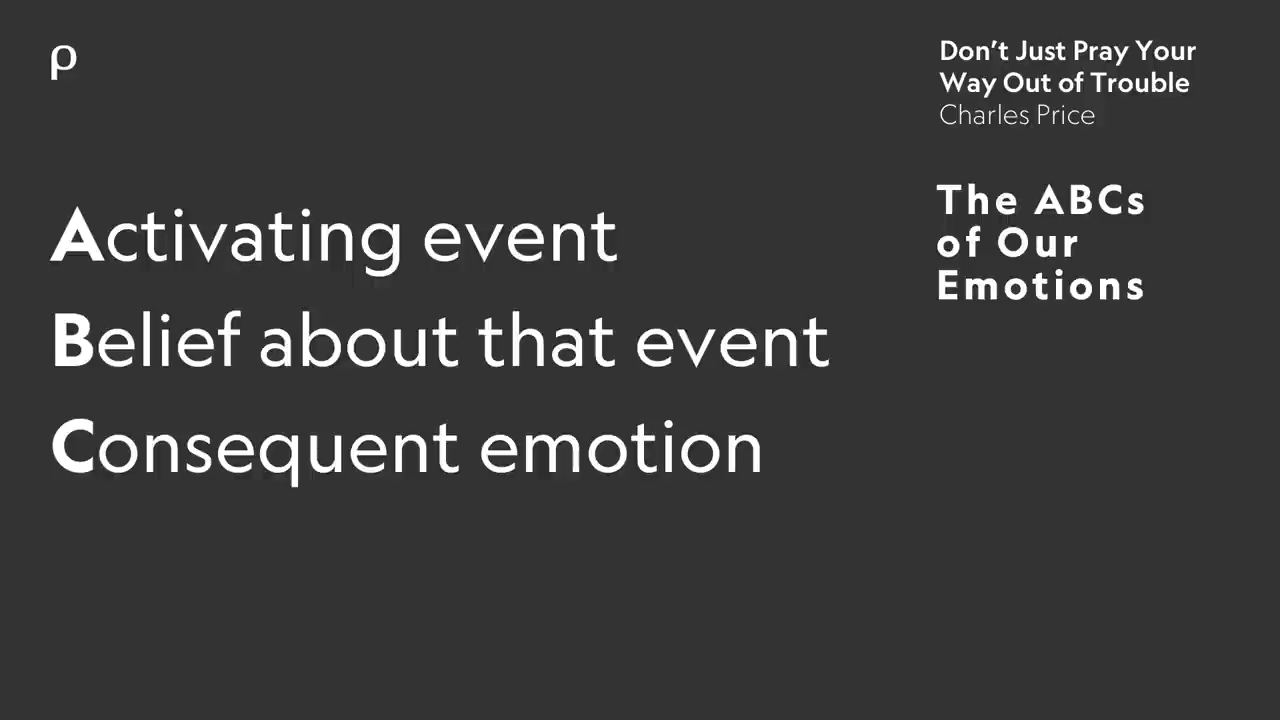 ρ
Don’t Just Pray Your
Way Out of Trouble
Charles Price
The ABCs
of Our
Emotions
Activating event
Belief about that event
Consequent emotion